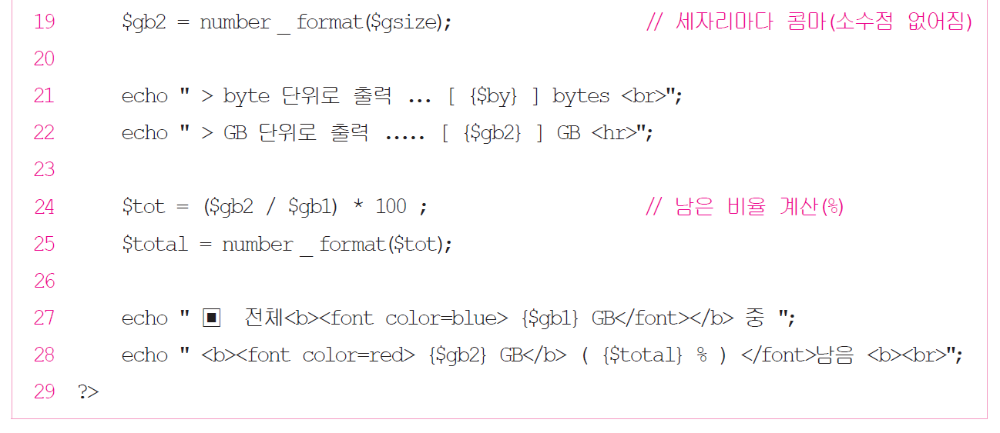 19 $gb2 = number _ format($gsize); // 세자리마다 콤마(소수점 없어짐)
20
21 echo " > byte 단위로 출력 ... [ {$by} ] bytes <br>";
22 echo " > GB 단위로 출력 ..... [ {$gb2} ] GB <hr>";
23
24 $tot = ($gb2 / $gb1) * 100 ; // 남은 비율 계산(%)
25 $total = number _ format($tot);
26
27 echo " ▣ 전체<b><font color=blue> {$gb1} GB</font></b> 중 ";
28 echo " <b><font color=red> {$gb2} GB</b> ( {$total} % ) </font>남음 <b><br>";
29 ?>